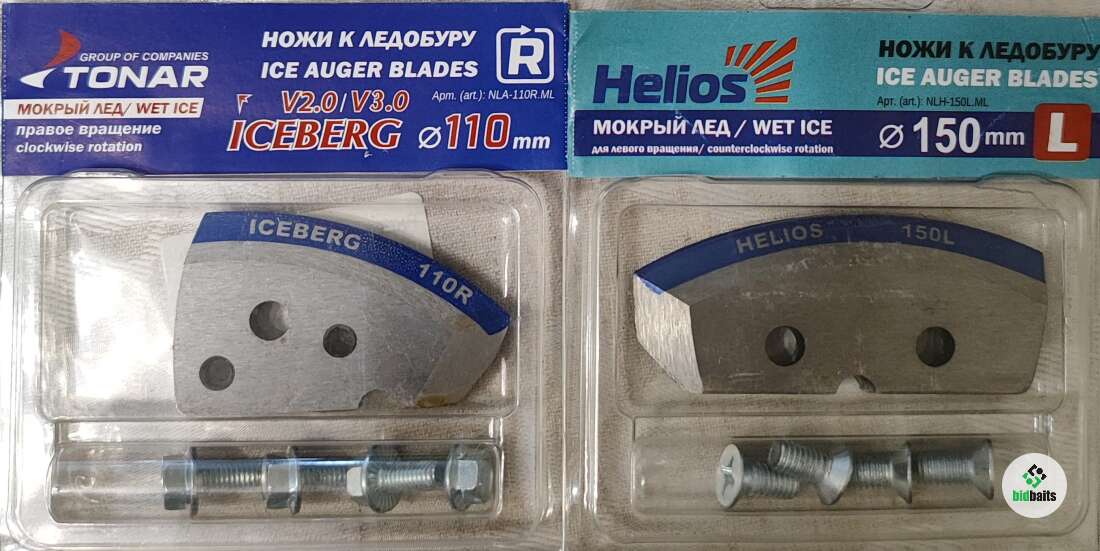 GROUP OF COMPANIES
TONAR
МОКРЫЙ ЛЕД/ WET ICE
правое вращение
clockwise rotation
НОЖИ К ЛЕДОБУРУ
ICE AUGER BLADES
R
Арт. (art.): NLA-110R.ML
V2.0/V3.0
ICEBERG
⌀110 mm
ICEBERG
110R
Helios
НОЖИ К ЛЕДОБУРУ
ICE AUGER BLADES
Арт. (art.): NLH-150L.ML
МОКРЫЙ ЛЕД / WET ICE
для левого вращения/ counterclockwise rotation
⌀ 150 mm
L
HELIOS
150L
bidbaits